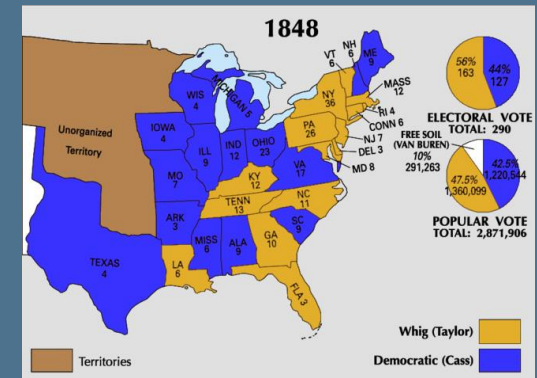 1848
NH
6
VT
6
ME
9
MICHIGAN 5
WIS
4
NY
36
MASS
12
RI 4
CONN 6
NJ 7
DEL 3
MD 8
PA
26
Unorganized
Territory
IOWA
4
ILL
9
IND
12
OHIO
23
VA
17
MO
7
KY
12
NC
11
TENN
13
ARK
3
SC
9
MISS
6
ALA
9
GA
10
TEXAS
4
LA
6
FLA 3
56%
163
44%
127
ELECTORAL VOTE
TOTAL: 290
FREE SOIL
(VAN BUREN)
10%
291,263
42.5%
1,220,544
47.5%
1,360,099
POPULAR VOTE
TOTAL: 2,871,906
Whig (Taylor)
Democratic (Cass)
Territories